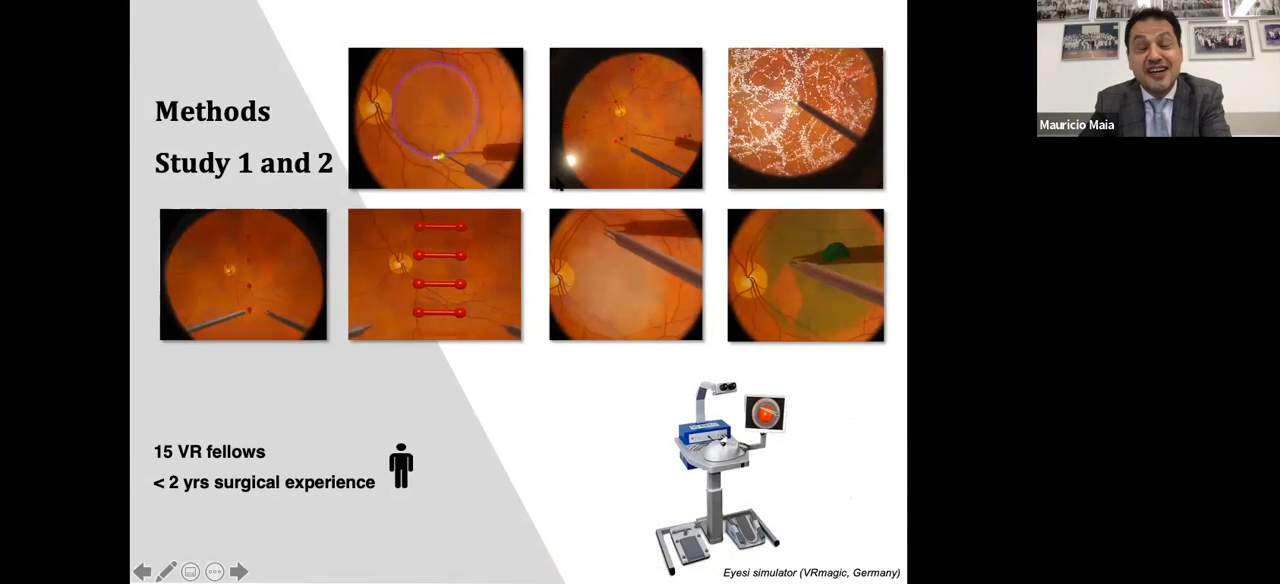 Methods
Study 1 and 2
Mauricio Maia
15 VR fellows
< 2 yrs surgical experience
Eyesi simulator (VRmagic, Germany)